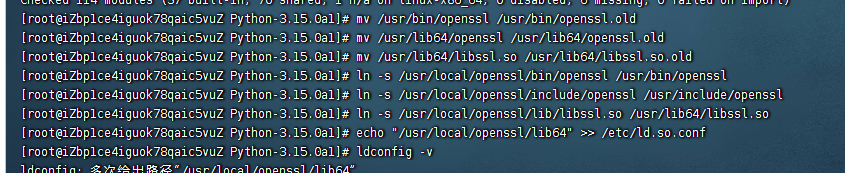 Checked 114 modules (37 built-in, 76 shared, 1 n/a on linux-x86_64, 0 disabled, 0 missing, 0 failed on import)
[root@iZbp1ce4iguok78qaic5vuZ Python-3.15.0a1]# mv /usr/bin/openssl /usr/bin/openssl.old
[root@iZbp1ce4iguok78qaic5vuZ Python-3.15.0a1]# mv /usr/lib64/openssl /usr/lib64/openssl.old
[root@iZbp1ce4iguok78qaic5vuZ Python-3.15.0a1]# mv /usr/lib64/libssl.so /usr/lib64/libssl.so.old
[root@iZbp1ce4iguok78qaic5vuZ Python-3.15.0a1]# ln -s /usr/local/openssl/bin/openssl /usr/bin/openssl
[root@iZbp1ce4iguok78qaic5vuZ Python-3.15.0a1]# ln -s /usr/local/openssl/include/openssl /usr/include/openssl
[root@iZbp1ce4iguok78qaic5vuZ Python-3.15.0a1]# ln -s /usr/local/openssl/lib/libssl.so /usr/lib64/libssl.so
[root@iZbp1ce4iguok78qaic5vuZ Python-3.15.0a1]# echo "/usr/local/openssl/lib64" >> /etc/ld.so.conf
[root@iZbp1ce4iguok78qaic5vuZ Python-3.15.0a1]# ldconfig -v
ldconfig: 多次给出路径“/usr/local/openssl/lib64”